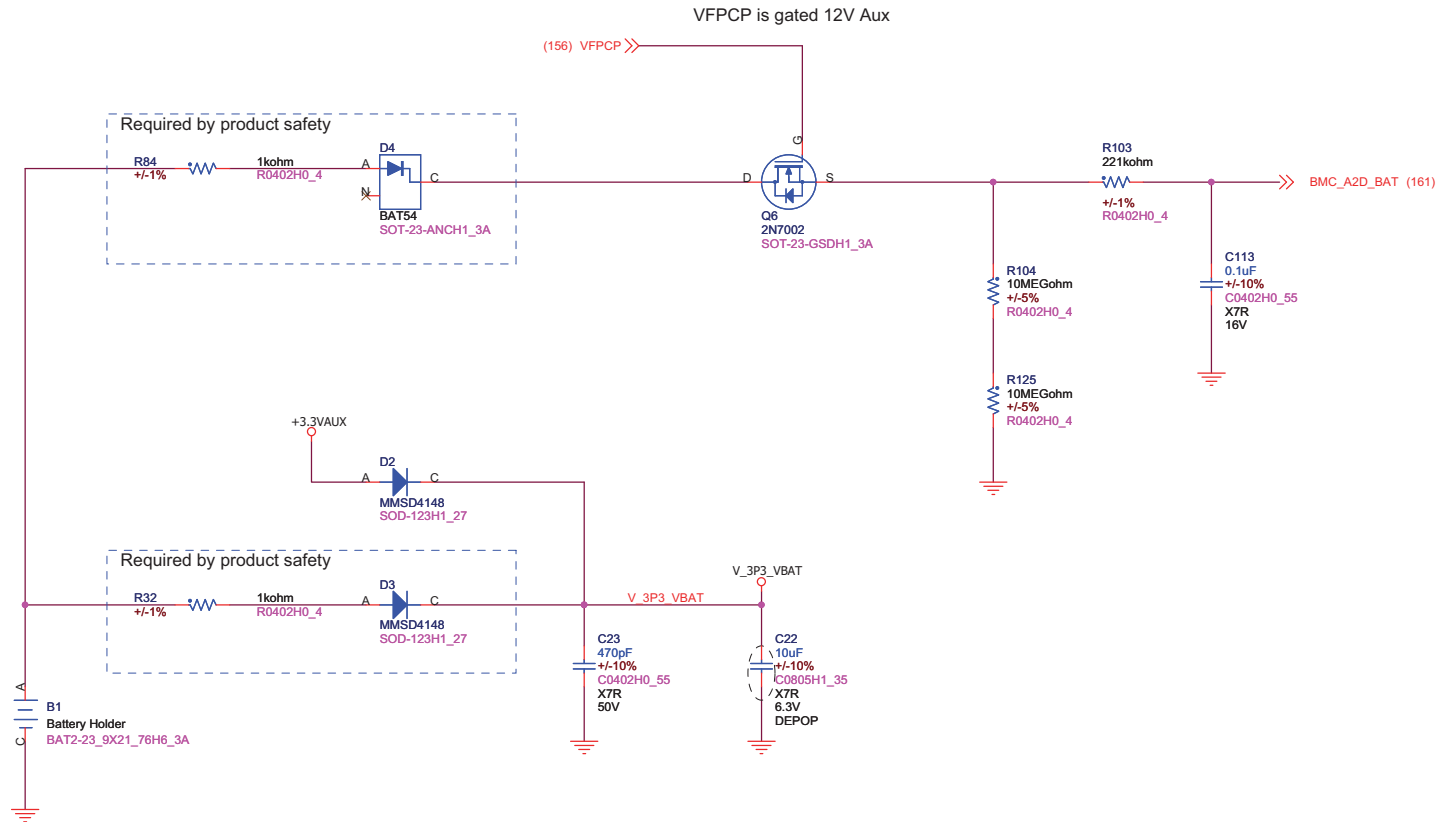 VFPCP is gated 12V Aux
(156) VFPCP
Required by product safety
R84
+/-1%
1kohm
R0402H0_4
D4
A
C
N
BAT54
SOT-23-ANCH1_3A
G
D
S
Q6
2N7002
SOT-23-GSDH1_3A
R103
221kohm
+/-1%
R0402H0_4
BMC_A2D_BAT (161)
C113
0.1uF
+/-10%
C0402H0_55
X7R
16V
R104
10MEGohm
+/-5%
R0402H0_4
R125
10MEGohm
+/-5%
R0402H0_4
+3.3VAUX
D2
A
C
MMSD4148
SOD-123H1_27
Required by product safety
R32
+/-1%
1kohm
R0402H0_4
D3
A
C
MMSD4148
SOD-123H1_27
V_3P3_VBAT
V_3P3_VBAT
C23
470pF
+/-10%
C0402H0_55
X7R
50V
C22
10uF
+/-10%
C0805H1_35
X7R
6.3V
DEPOP
A
C
B1
Battery Holder
BAT2-23_9X21_76H6_3A